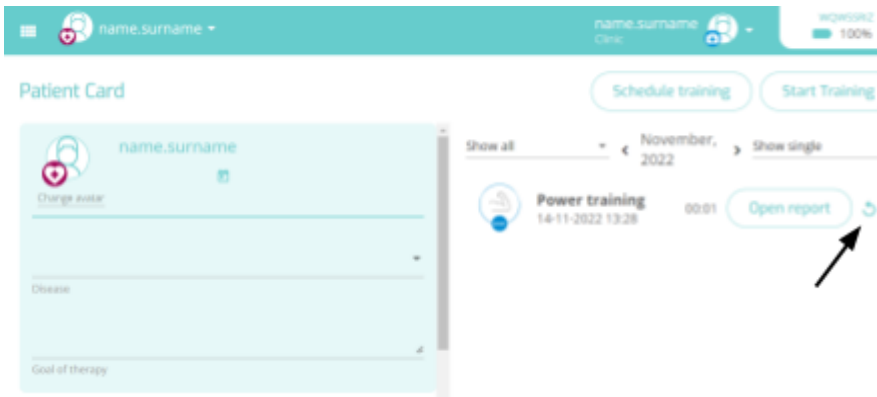 name.surname
name.surname
Clinic
100%
Patient Card
Schedule training
Start Training
name.surname
Change avatar
Disease
Goal of therapy
Show all
November,
2022
Show single
Power training
14-11-2022 13:28
00:01
Open report